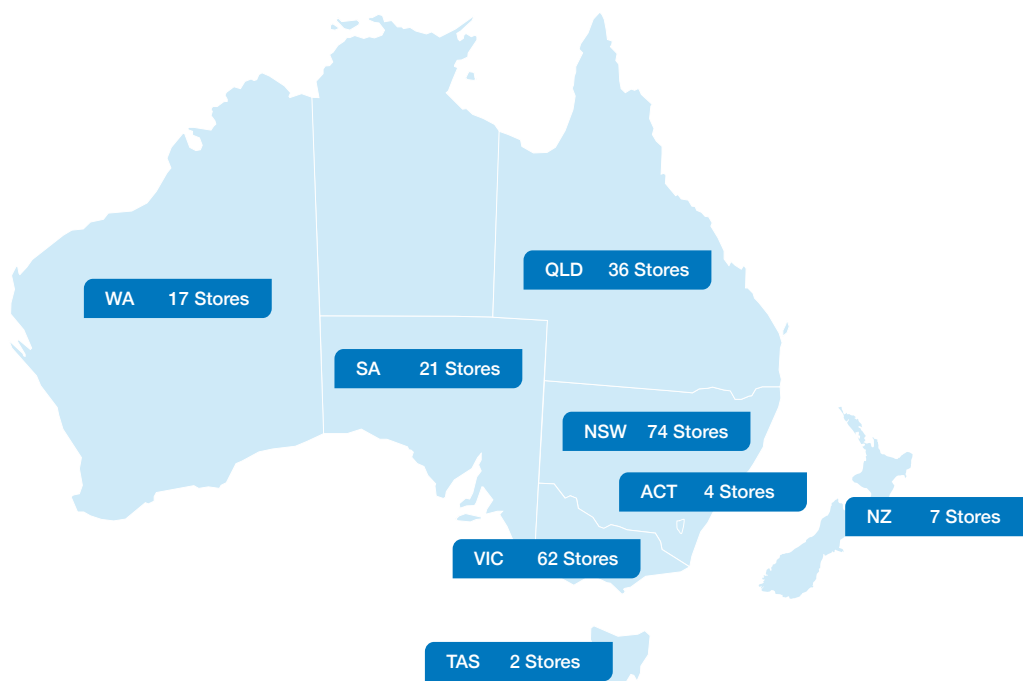 QLD 36 Stores
WA 17 Stores
SA 21 Stores
NSW 74 Stores
ACT 4 Stores
NZ 7 Stores
VIC 62 Stores
TAS 2 Stores